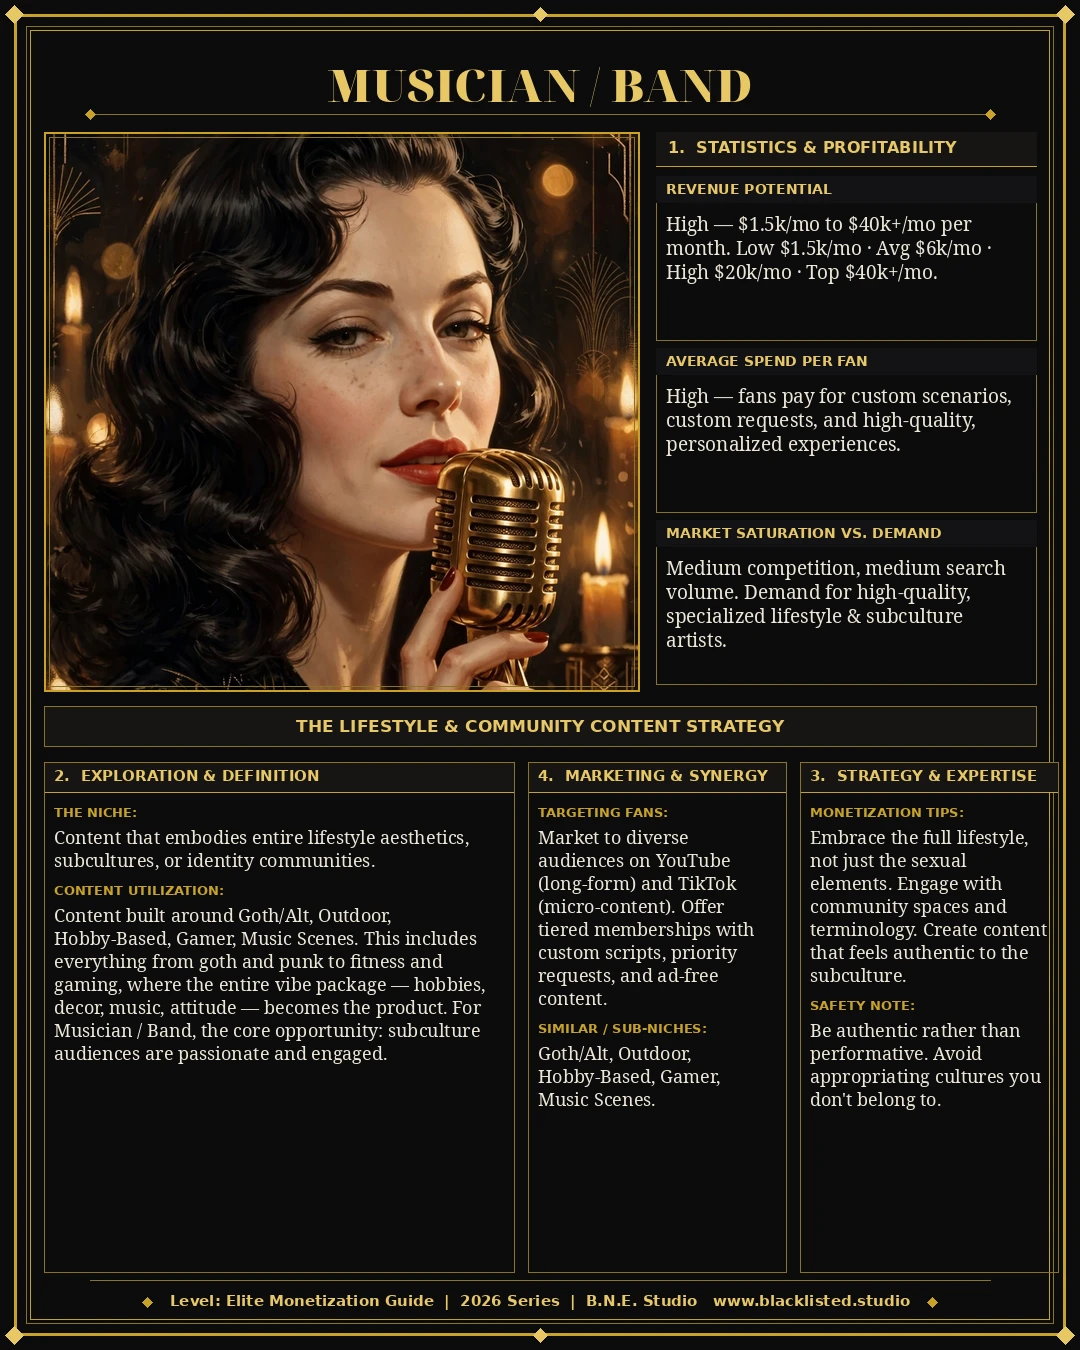 MUSICIAN / BAND
1. STATISTICS & PROFITABILITY
REVENUE POTENTIAL
High — $1.5k/mo to $40k+/mo per
month. Low $1.5k/mo · Avg $6k/mo ·
High $20k/mo · Top $40k+/mo.
AVERAGE SPEND PER FAN
High — fans pay for custom scenarios,
custom requests, and high-quality,
personalized experiences.
MARKET SATURATION VS. DEMAND
Medium competition, medium search
volume. Demand for high-quality,
specialized lifestyle & subculture
artists.
THE LIFESTYLE & COMMUNITY CONTENT STRATEGY
2. EXPLORATION & DEFINITION
THE NICHE:
Content that embodies entire lifestyle aesthetics,
subcultures, or identity communities.
CONTENT UTILIZATION:
Content built around Goth/Alt, Outdoor,
Hobby-Based, Gamer, Music Scenes. This includes
everything from goth and punk to fitness and
gaming, where the entire vibe package — hobbies,
decor, music, attitude — becomes the product. For
Musician / Band, the core opportunity: subculture
audiences are passionate and engaged.
4. MARKETING & SYNERGY
TARGETING FANS:
Market to diverse
audiences on YouTube
(long-form) and TikTok
(micro-content). Offer
tiered memberships with
custom scripts, priority
requests, and ad-free
content.
SIMILAR / SUB-NICHES:
Goth/Alt, Outdoor,
Hobby-Based, Gamer,
Music Scenes.
3. STRATEGY & EXPERTISE
MONETIZATION TIPS:
Embrace the full lifestyle,
not just the sexual
elements. Engage with
community spaces and
terminology. Create content
that feels authentic to the
subculture.
SAFETY NOTE:
Be authentic rather than
performative. Avoid
appropriating cultures you
don't belong to.
Level: Elite Monetization Guide | 2026 Series | B.N.E. Studio www.blacklisted.studio